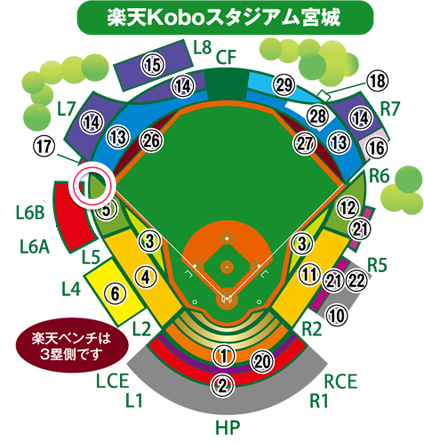 楽天Koboスタジアム宮城
L8
CF
⑮
㉙
⑱
L7
⑭
⑭
⑭
R7
㉘
⑬
㉖
㉗
⑬
⑯
⑰
R6
L6B
⑤
⑫
L6A
③
③
㉑
L5
④
⑪
R5
L4
⑥
㉑
㉒
L2
R2
⑩
楽天ベンチは
3塁側です
①
⑳
LCE
②
RCE
L1
R1
HP